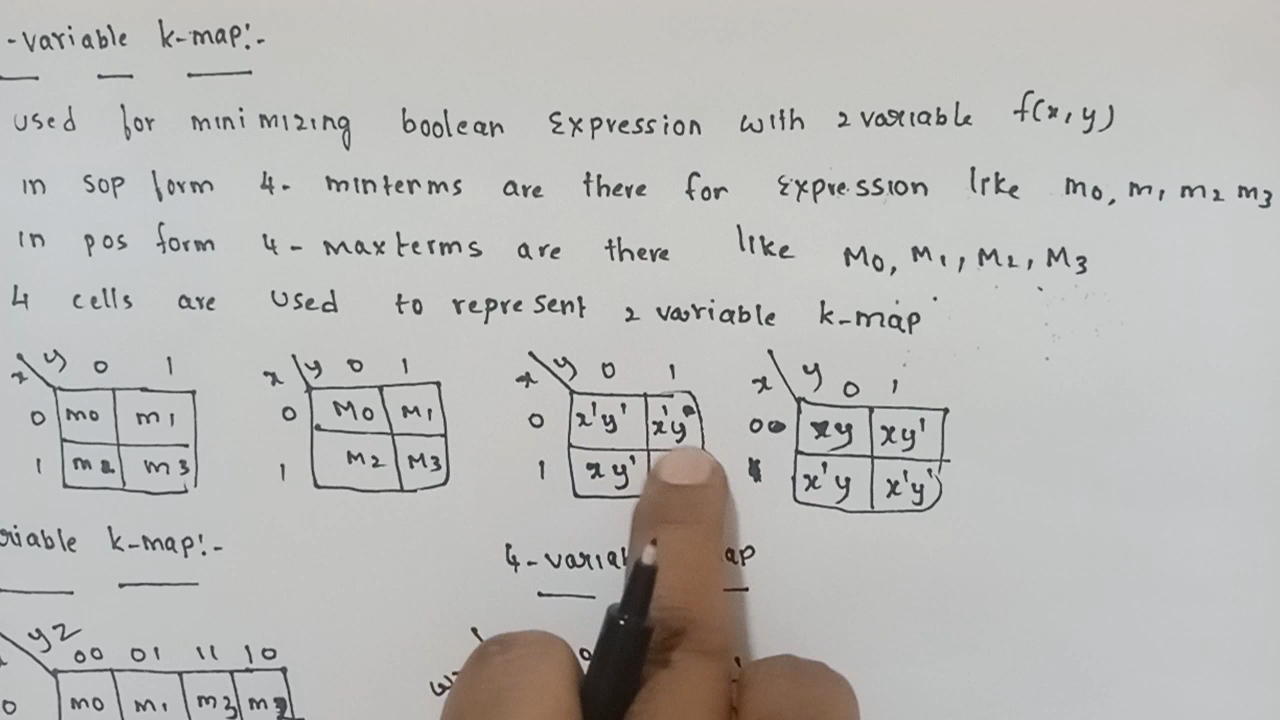 -variable k-map:-
used for minimizing boolean Expression with 2 variable f(x,y)
in sop form 4- minterms are there for Expression like m0, m1 m2 m3
in pos form 4- maxterms are there like M0, M1, M2, M3
4 cells are used to represent 2 variable k-map
x y 0 1
0 m0 m1
1 m2 m3
x y 0 1
0 M0 M1
1 M2 M3
x y 0 1
0 x'y' x'y
1 xy'
x y 0 1
0 xy xy'
x'y x'y'
riable k-map:-
4-varia ap
yz 00 01 11 10
0 m0 m1 m3 m2
w